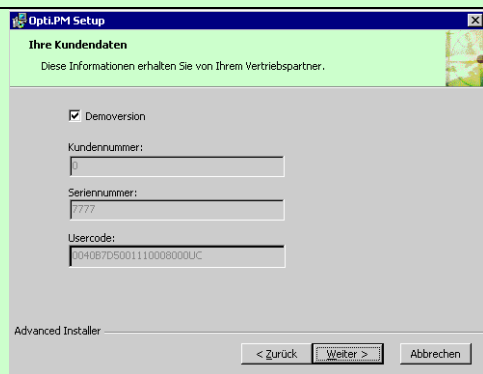 Opti.PM Setup
Ihre Kundendaten
Diese Informationen erhalten Sie von Ihrem Vertriebspartner.
Demoversion
Kundennummer:
0
Seriennummer:
7777
Usercode:
0040B7D5001110008000UC
Advanced Installer
< Zurück Weiter > Abbrechen